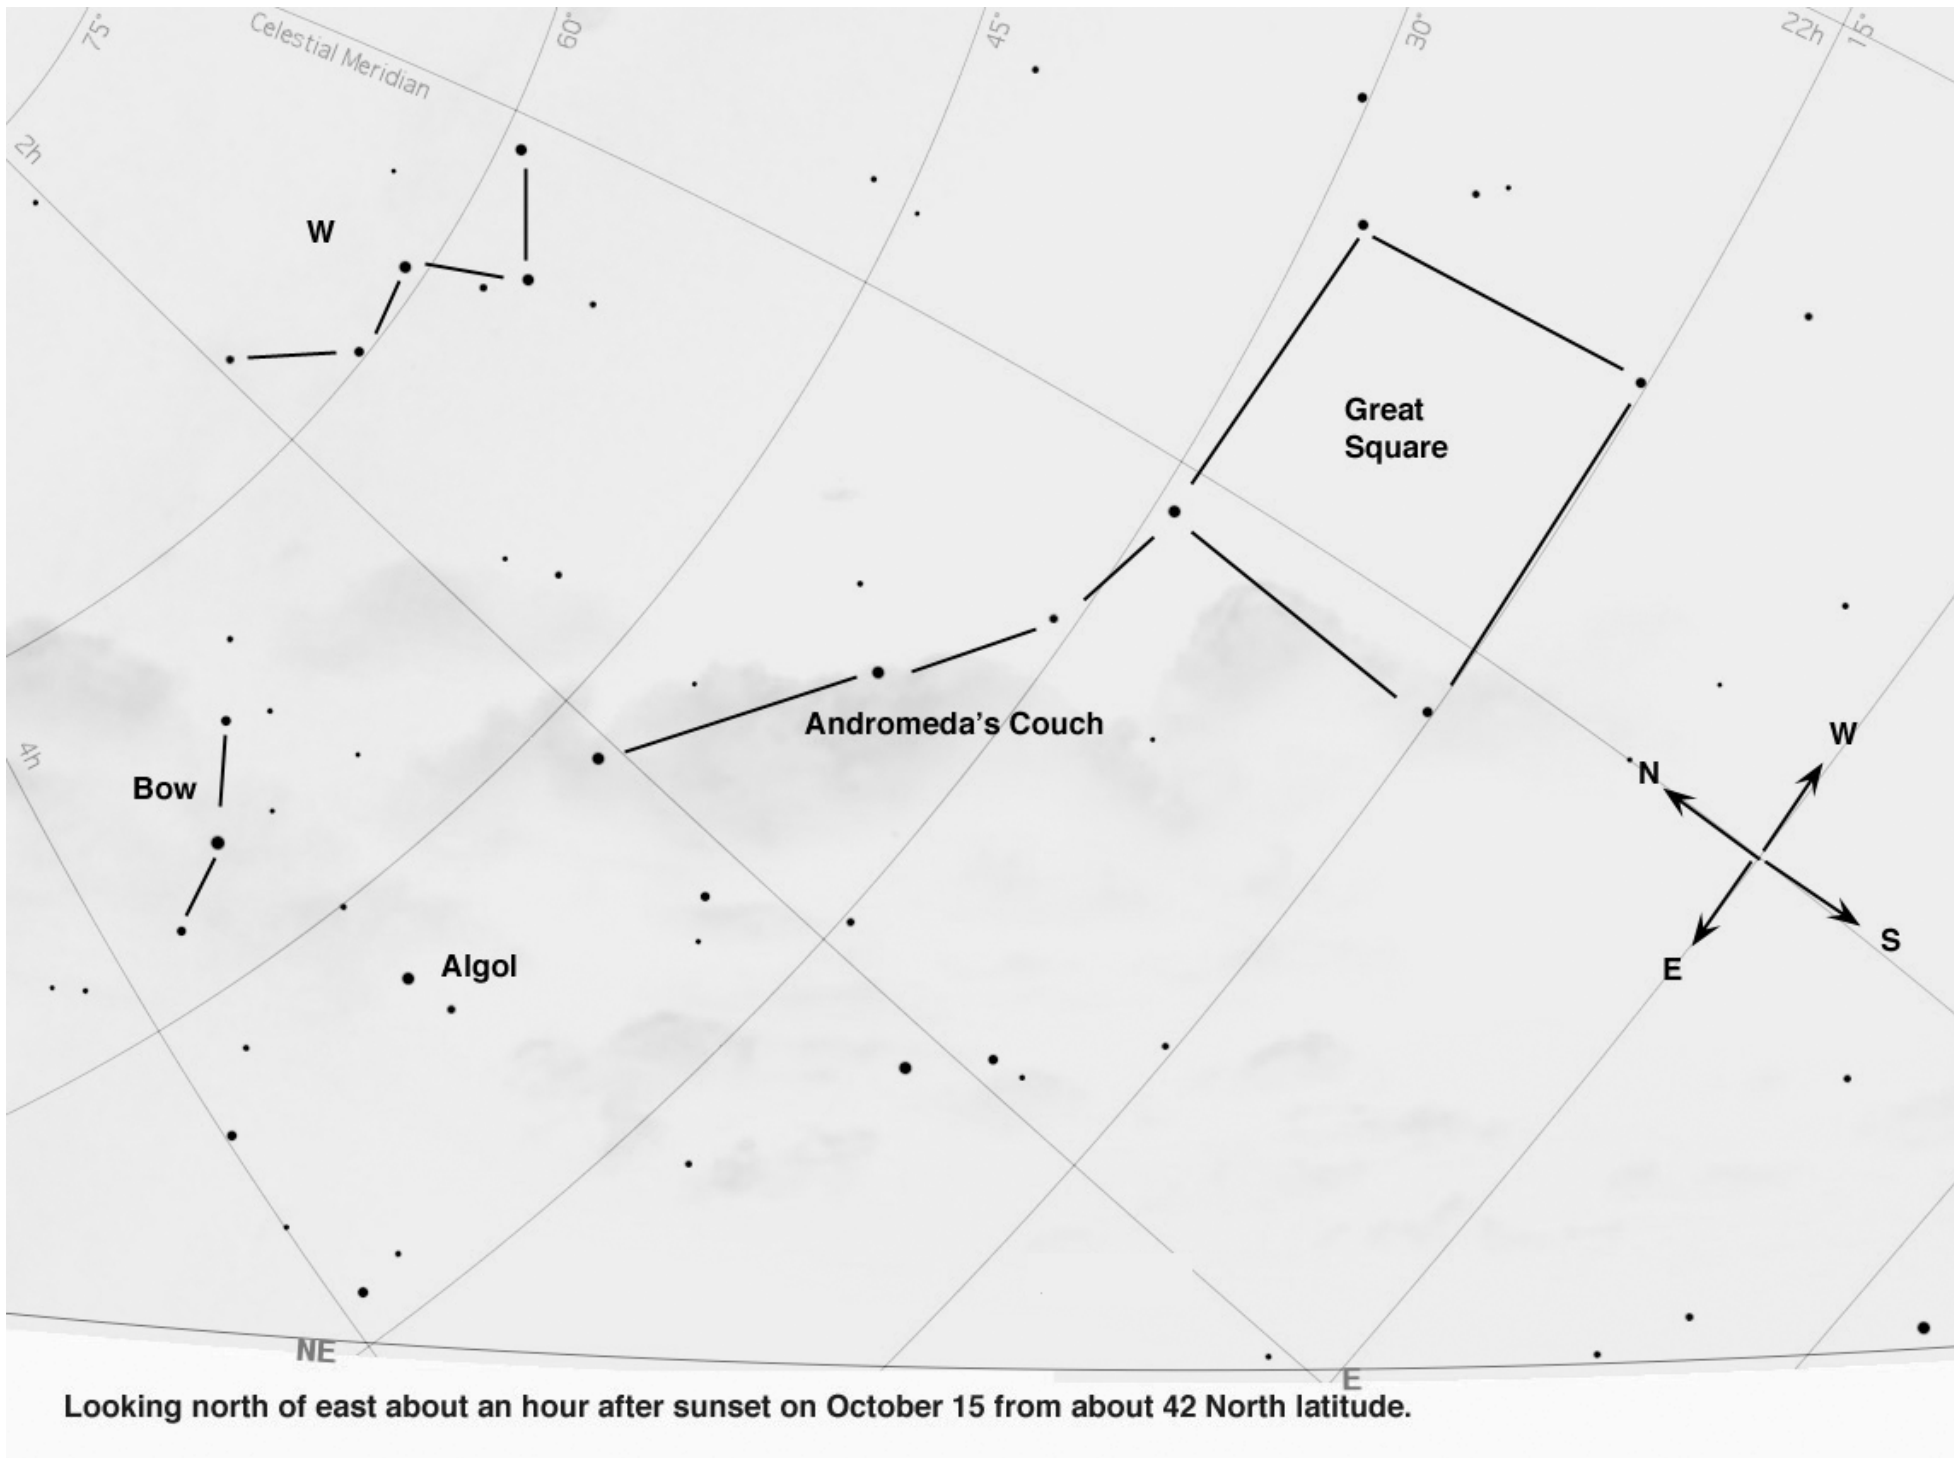 75°
Celestial Meridian
60°
45°
30°
22h
15°
2h
W
Great
Square
Andromeda’s Couch
W
N
S
E
4h
Bow
Algol
NE
E
Looking north of east about an hour after sunset on October 15 from about 42 North latitude.